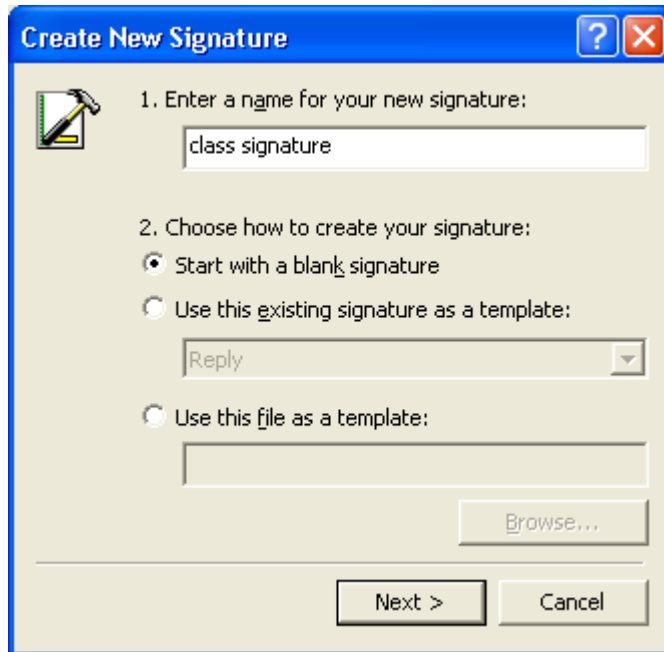 Create New Signature
1. Enter a name for your new signature:
class signature
2. Choose how to create your signature:
Start with a blank signature
Use this existing signature as a template:
Reply
Use this file as a template:
Browse...
Next > Cancel